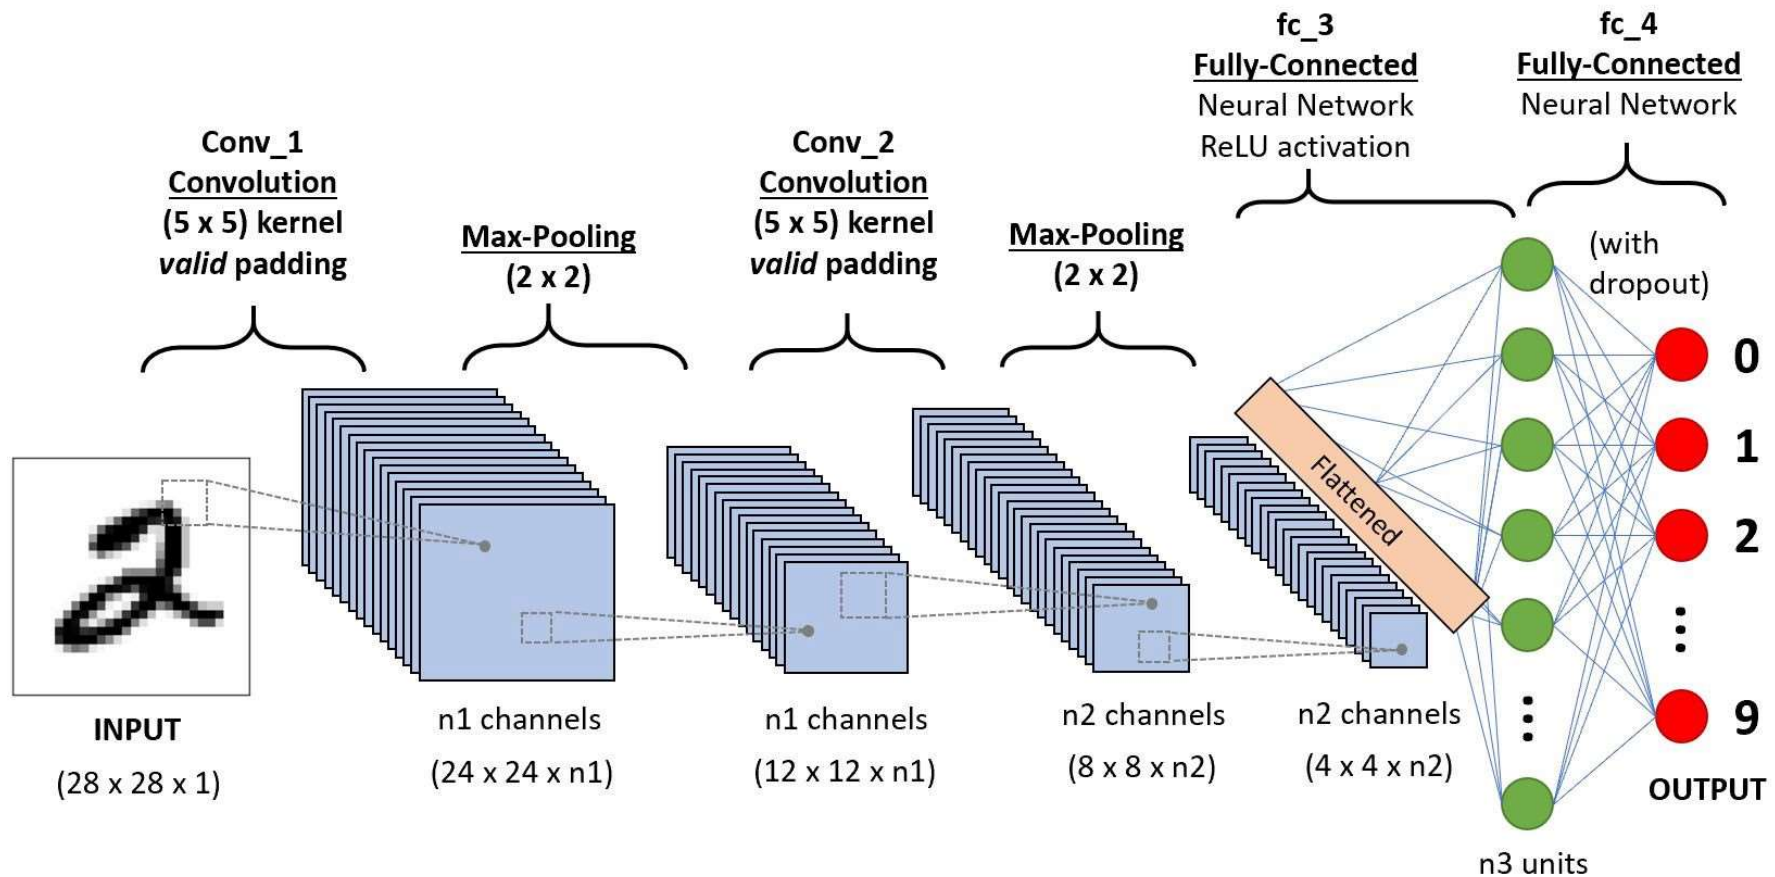 fc_3
Fully-Connected
Neural Network
ReLU activation
fc_4
Fully-Connected
Neural Network
Conv_1
Convolution
(5 x 5) kernel
valid padding
Max-Pooling
(2 x 2)
Conv_2
Convolution
(5 x 5) kernel
valid padding
Max-Pooling
(2 x 2)
(with
dropout)
Flattened
0
1
2
9
INPUT
(28 x 28 x 1)
n1 channels
(24 x 24 x n1)
n1 channels
(12 x 12 x n1)
n2 channels
(8 x 8 x n2)
n2 channels
(4 x 4 x n2)
OUTPUT
n3 units